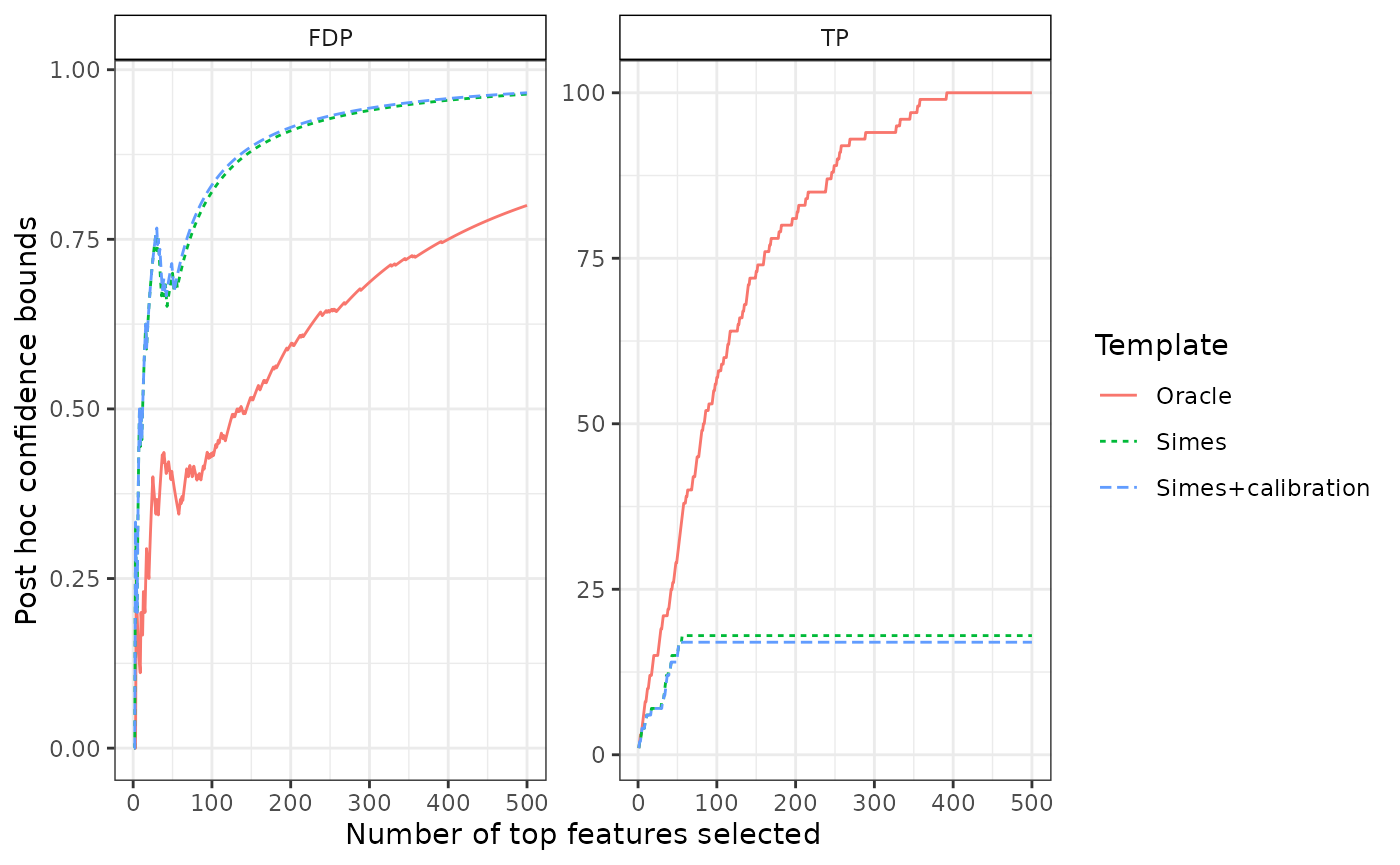 FDP
TP
1.00
0.75
0.50
0.25
0.00
100
75
50
25
0
0 100 200 300 400 500
0 100 200 300 400 500
Post hoc confidence bounds
Number of top features selected
Template
Oracle
Simes
Simes+calibration